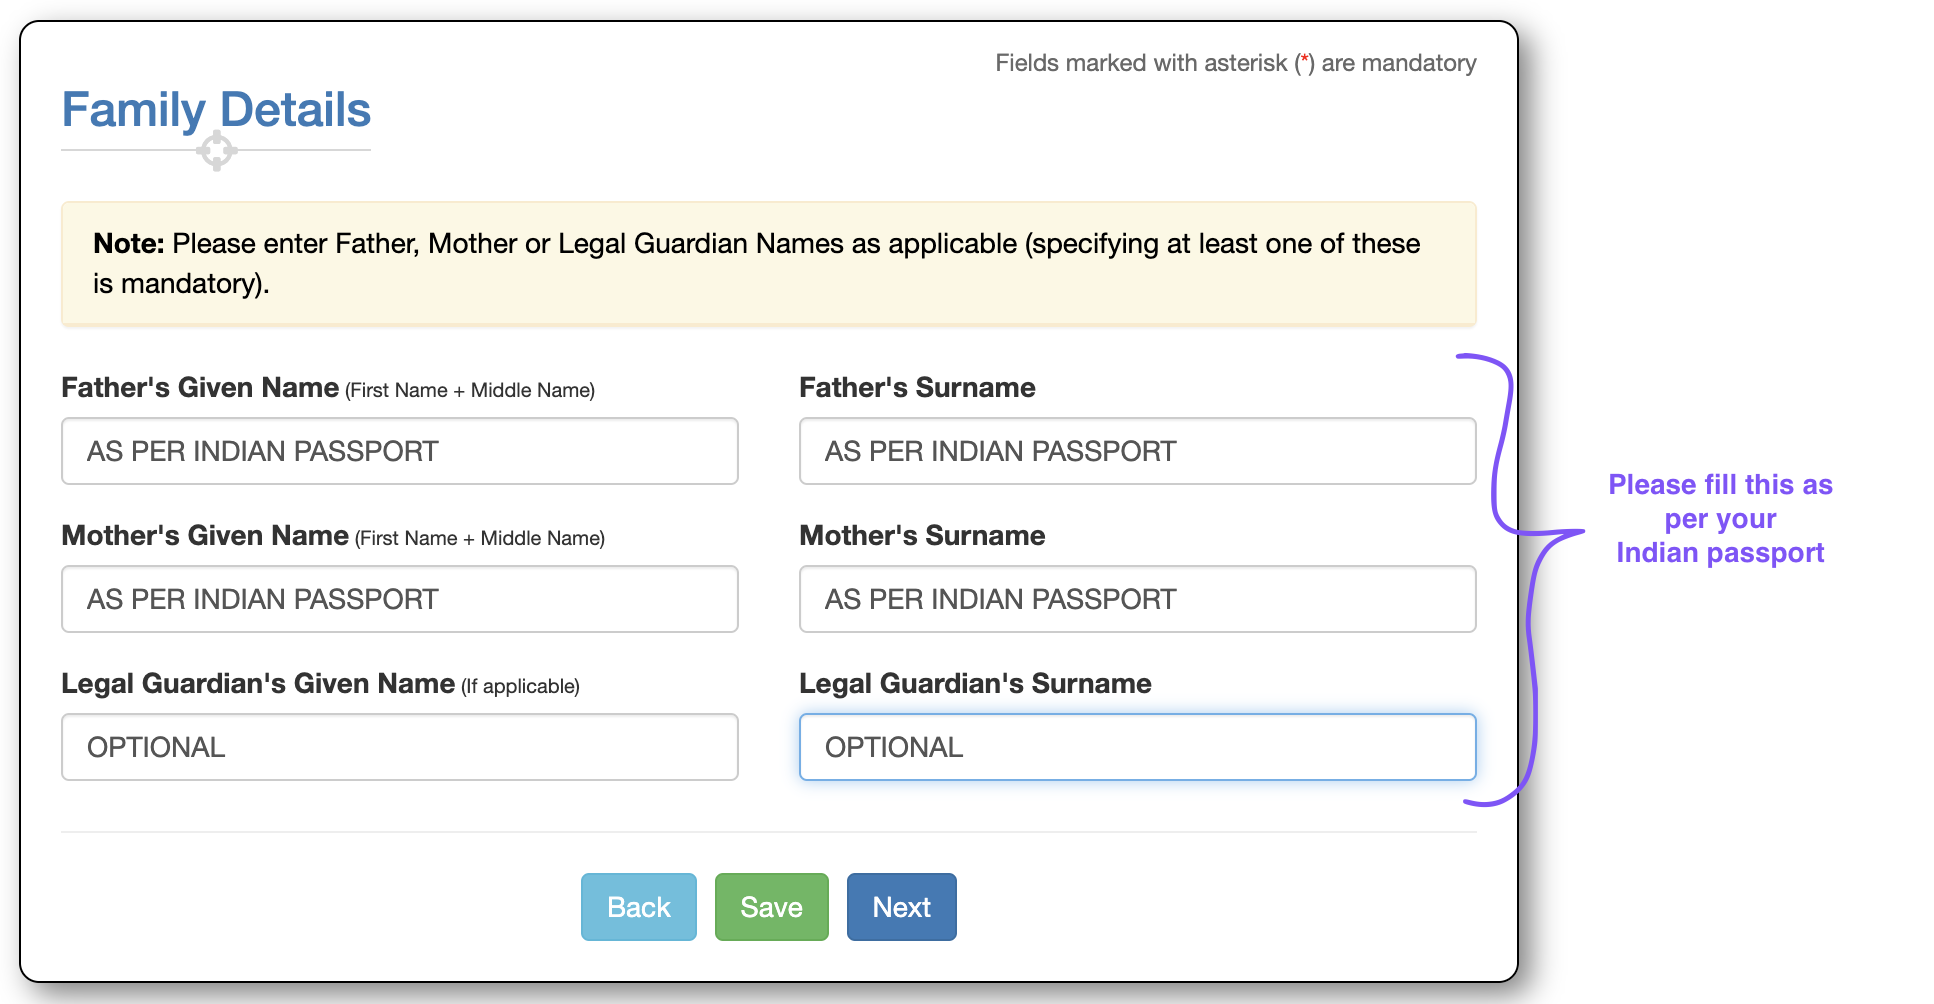 Fields marked with asterisk (*) are mandatory
Family Details
Note: Please enter Father, Mother or Legal Guardian Names as applicable (specifying at least one of these
is mandatory).
Father's Given Name (First Name + Middle Name)
Father's Surname
AS PER INDIAN PASSPORT
AS PER INDIAN PASSPORT
Mother's Given Name (First Name + Middle Name)
Mother's Surname
AS PER INDIAN PASSPORT
AS PER INDIAN PASSPORT
Legal Guardian's Given Name (If applicable)
Legal Guardian's Surname
OPTIONAL
OPTIONAL
Please fill this as
per your
Indian passport
Back
Save
Next